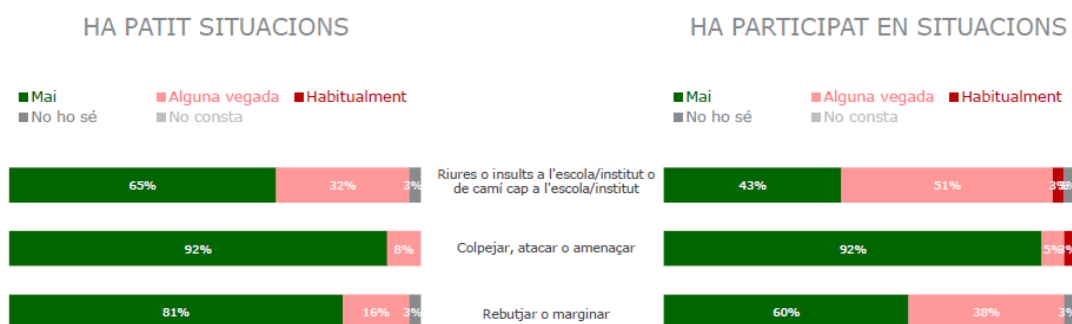 HA PATIT SITUACIONS
HA PARTICIPAT EN SITUACIONS
Mai Alguna vegada Habitualment
No ho sé No consta
Mai Alguna vegada Habitualment
No ho sé No consta
65% 32% 3%
Riures o insults a l'escola/institut o
de camí cap a l'escola/institut
43% 51% 3%
92% 8%
Colpejar, atacar o amenaçar
92% 5% 3%
81% 16% 3%
Rebutjar o marginar
60% 38% 3%